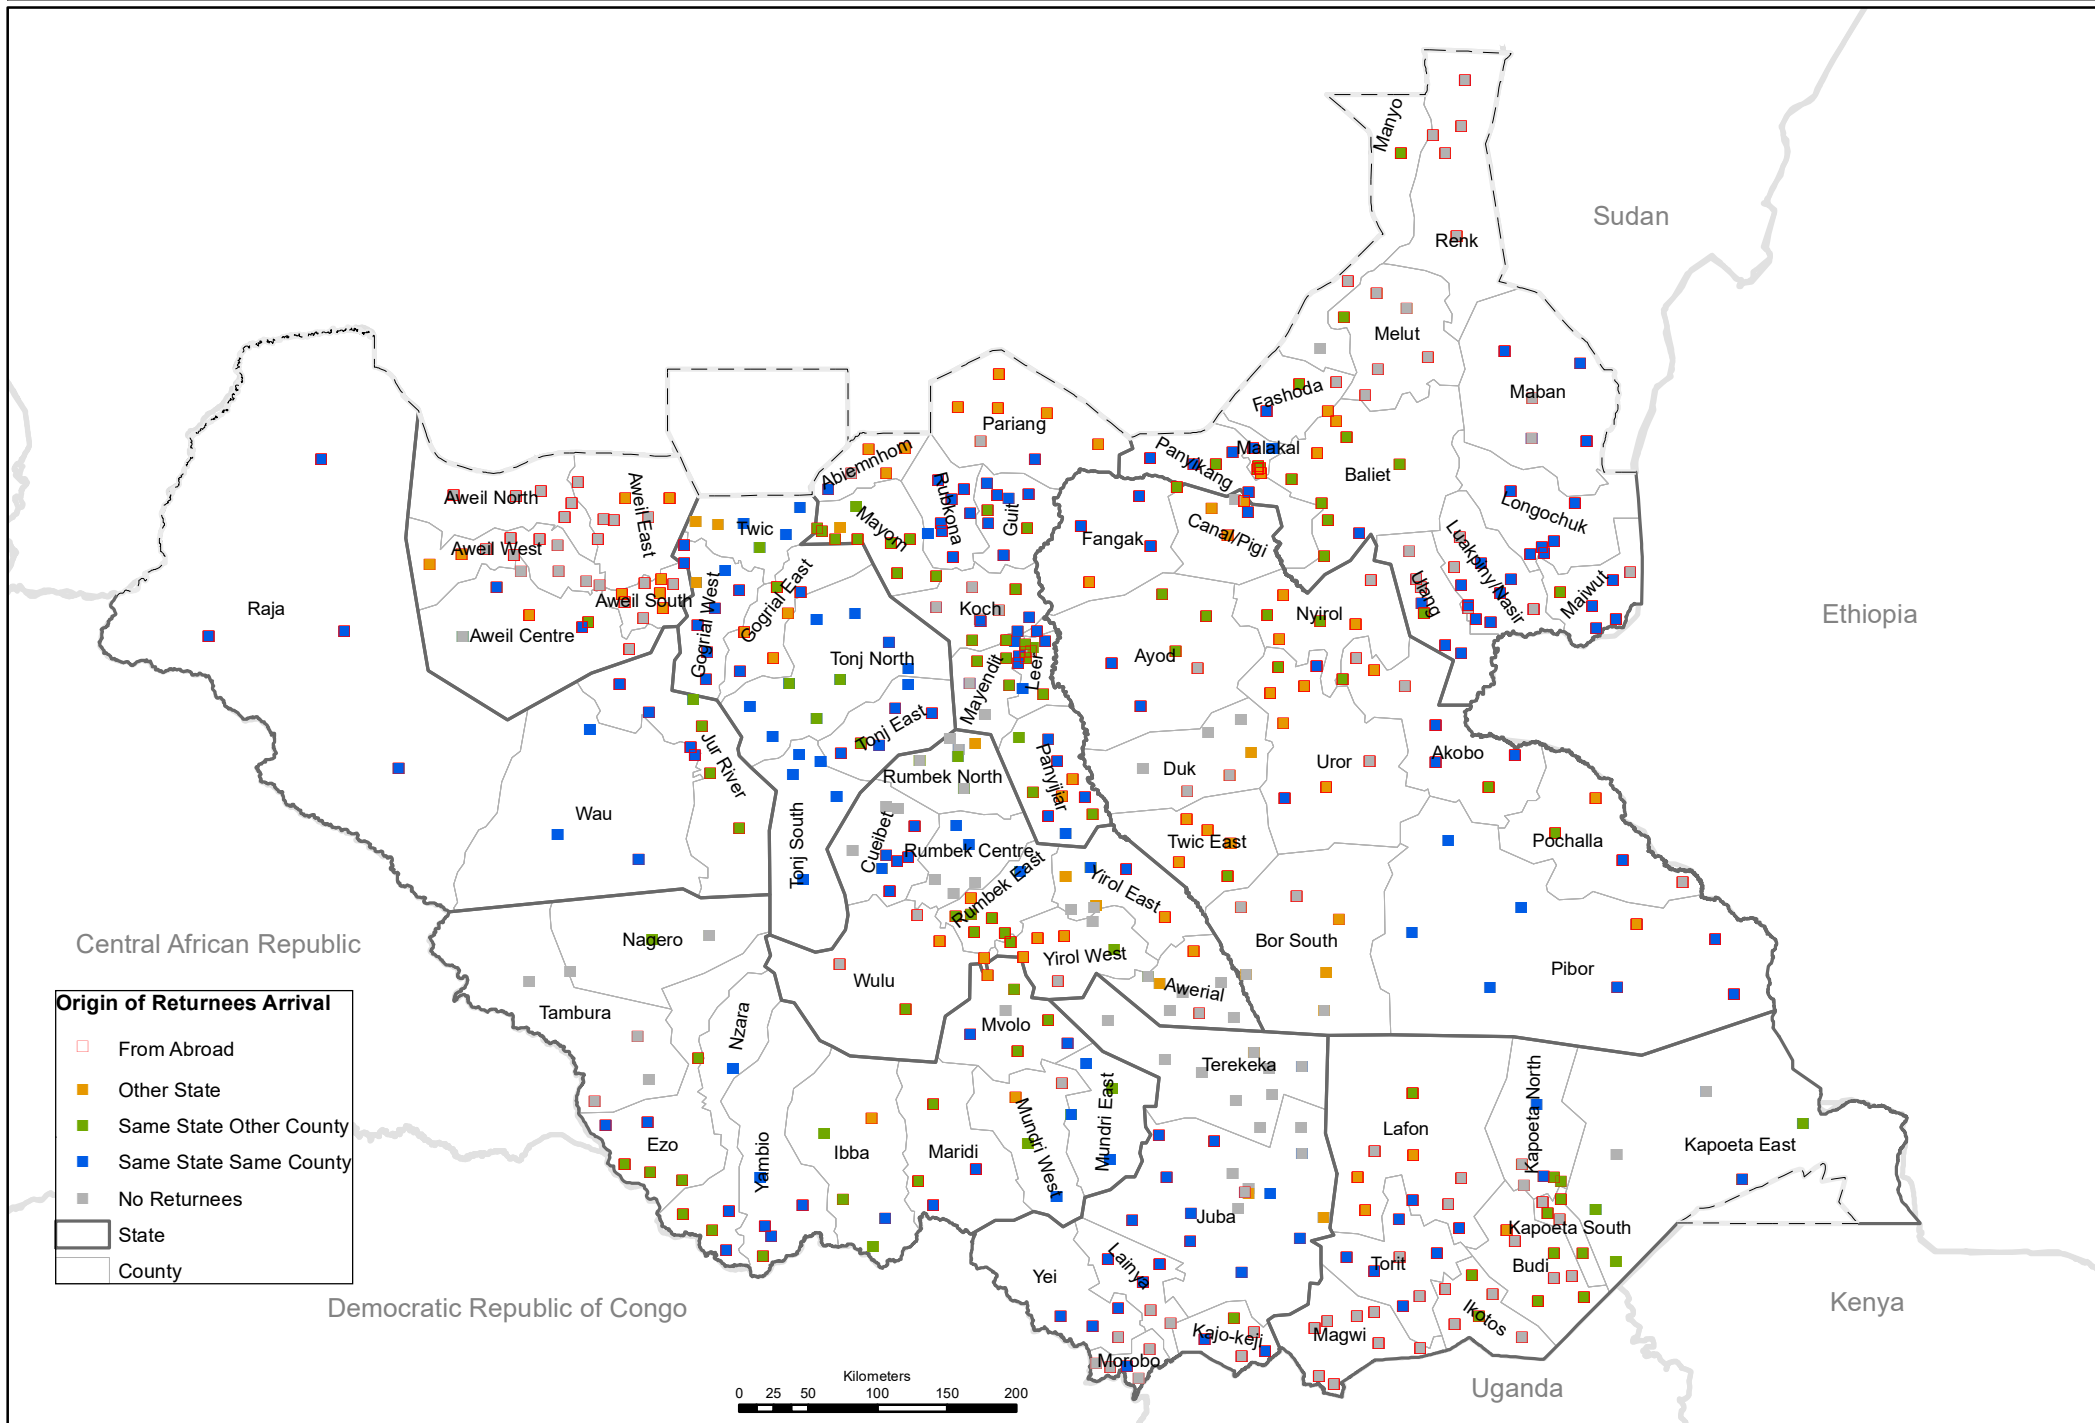 Manyo
Sudan
Renk
Melut
Maban
Fashoda
Pariang
Malakal
Abiemnhom
Panyikang
Baliet
Aweil North
Aweil East
Rubkona
Longochuk
Guit
Twic
Mayom
Canal/Pigi
Luakpiny/Nasir
Fangak
Aweil West
Ulang
Maiwut
Gogrial East
Raja
Aweil South
Koch
Nyirol
Ethiopia
Gogrial West
Aweil Centre
Tonj North
Ayod
Leer
Mayendit
Tonj East
Jur River
Akobo
Panyijiar
Uror
Duk
Rumbek North
Wau
Tonj South
Cueibet
Twic East
Pochalla
Rumbek Centre
Rumbek East
Yirol East
Central African Republic
Nagero
Bor South
Yirol West
Pibor
Wulu
Awerial
Tambura
Nzara
Mvolo
Terekeka
Origin of Returnees Arrival
From Abroad
Other State
Same State Other County
Same State Same County
No Returnees
State
County
Kapoeta North
Mundri East
Lafon
Ezo
Yambio
Ibba
Maridi
Mundri West
Kapoeta East
Juba
Kapoeta South
Lainya
Torit
Budi
Yei
Democratic Republic of Congo
Kenya
Ikotos
Kajo-keji
Magwi
Morobo
Kilometers
0 25 50 100 150 200
Uganda